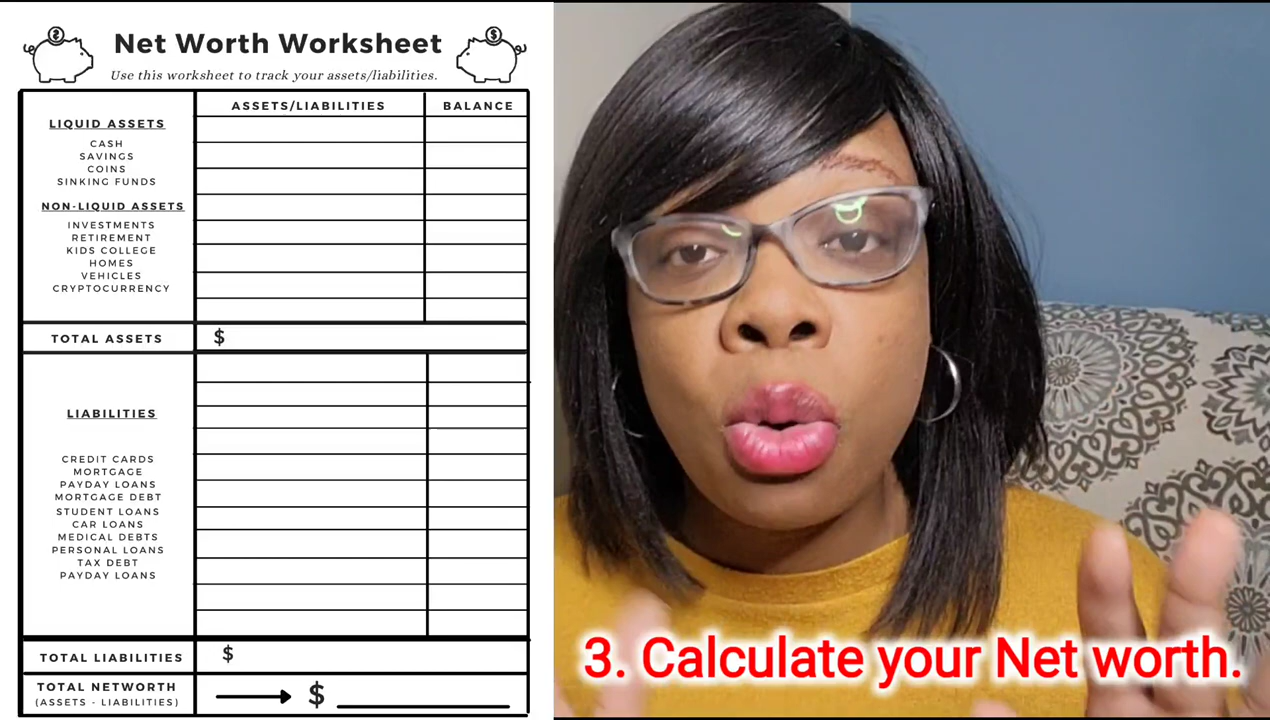 Net Worth Worksheet
Use this worksheet to track your assets/liabilities.
ASSETS/LIABILITIES
BALANCE
LIQUID ASSETS
CASH
SAVINGS
COINS
SINKING FUNDS
NON-LIQUID ASSETS
INVESTMENTS
RETIREMENT
KIDS COLLEGE
HOMES
VEHICLES
CRYPTOCURRENCY
TOTAL ASSETS $
LIABILITIES
CREDIT CARDS
MORTGAGE
PAYDAY LOANS
MORTGAGE DEBT
STUDENT LOANS
CAR LOANS
MEDICAL DEBTS
PERSONAL LOANS
TAX DEBT
PAYDAY LOANS
TOTAL LIABILITIES $
TOTAL NETWORTH $
(ASSETS - LIABILITIES)
3. Calculate your Net worth.